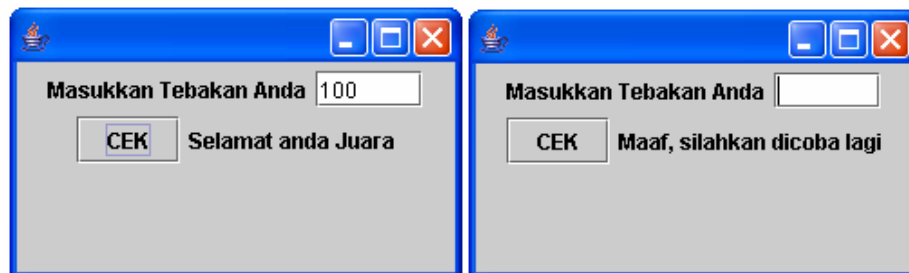 Masukkan Tebakan Anda 100
CEK Selamat anda Juara
Masukkan Tebakan Anda
CEK Maaf, silahkan dicoba lagi